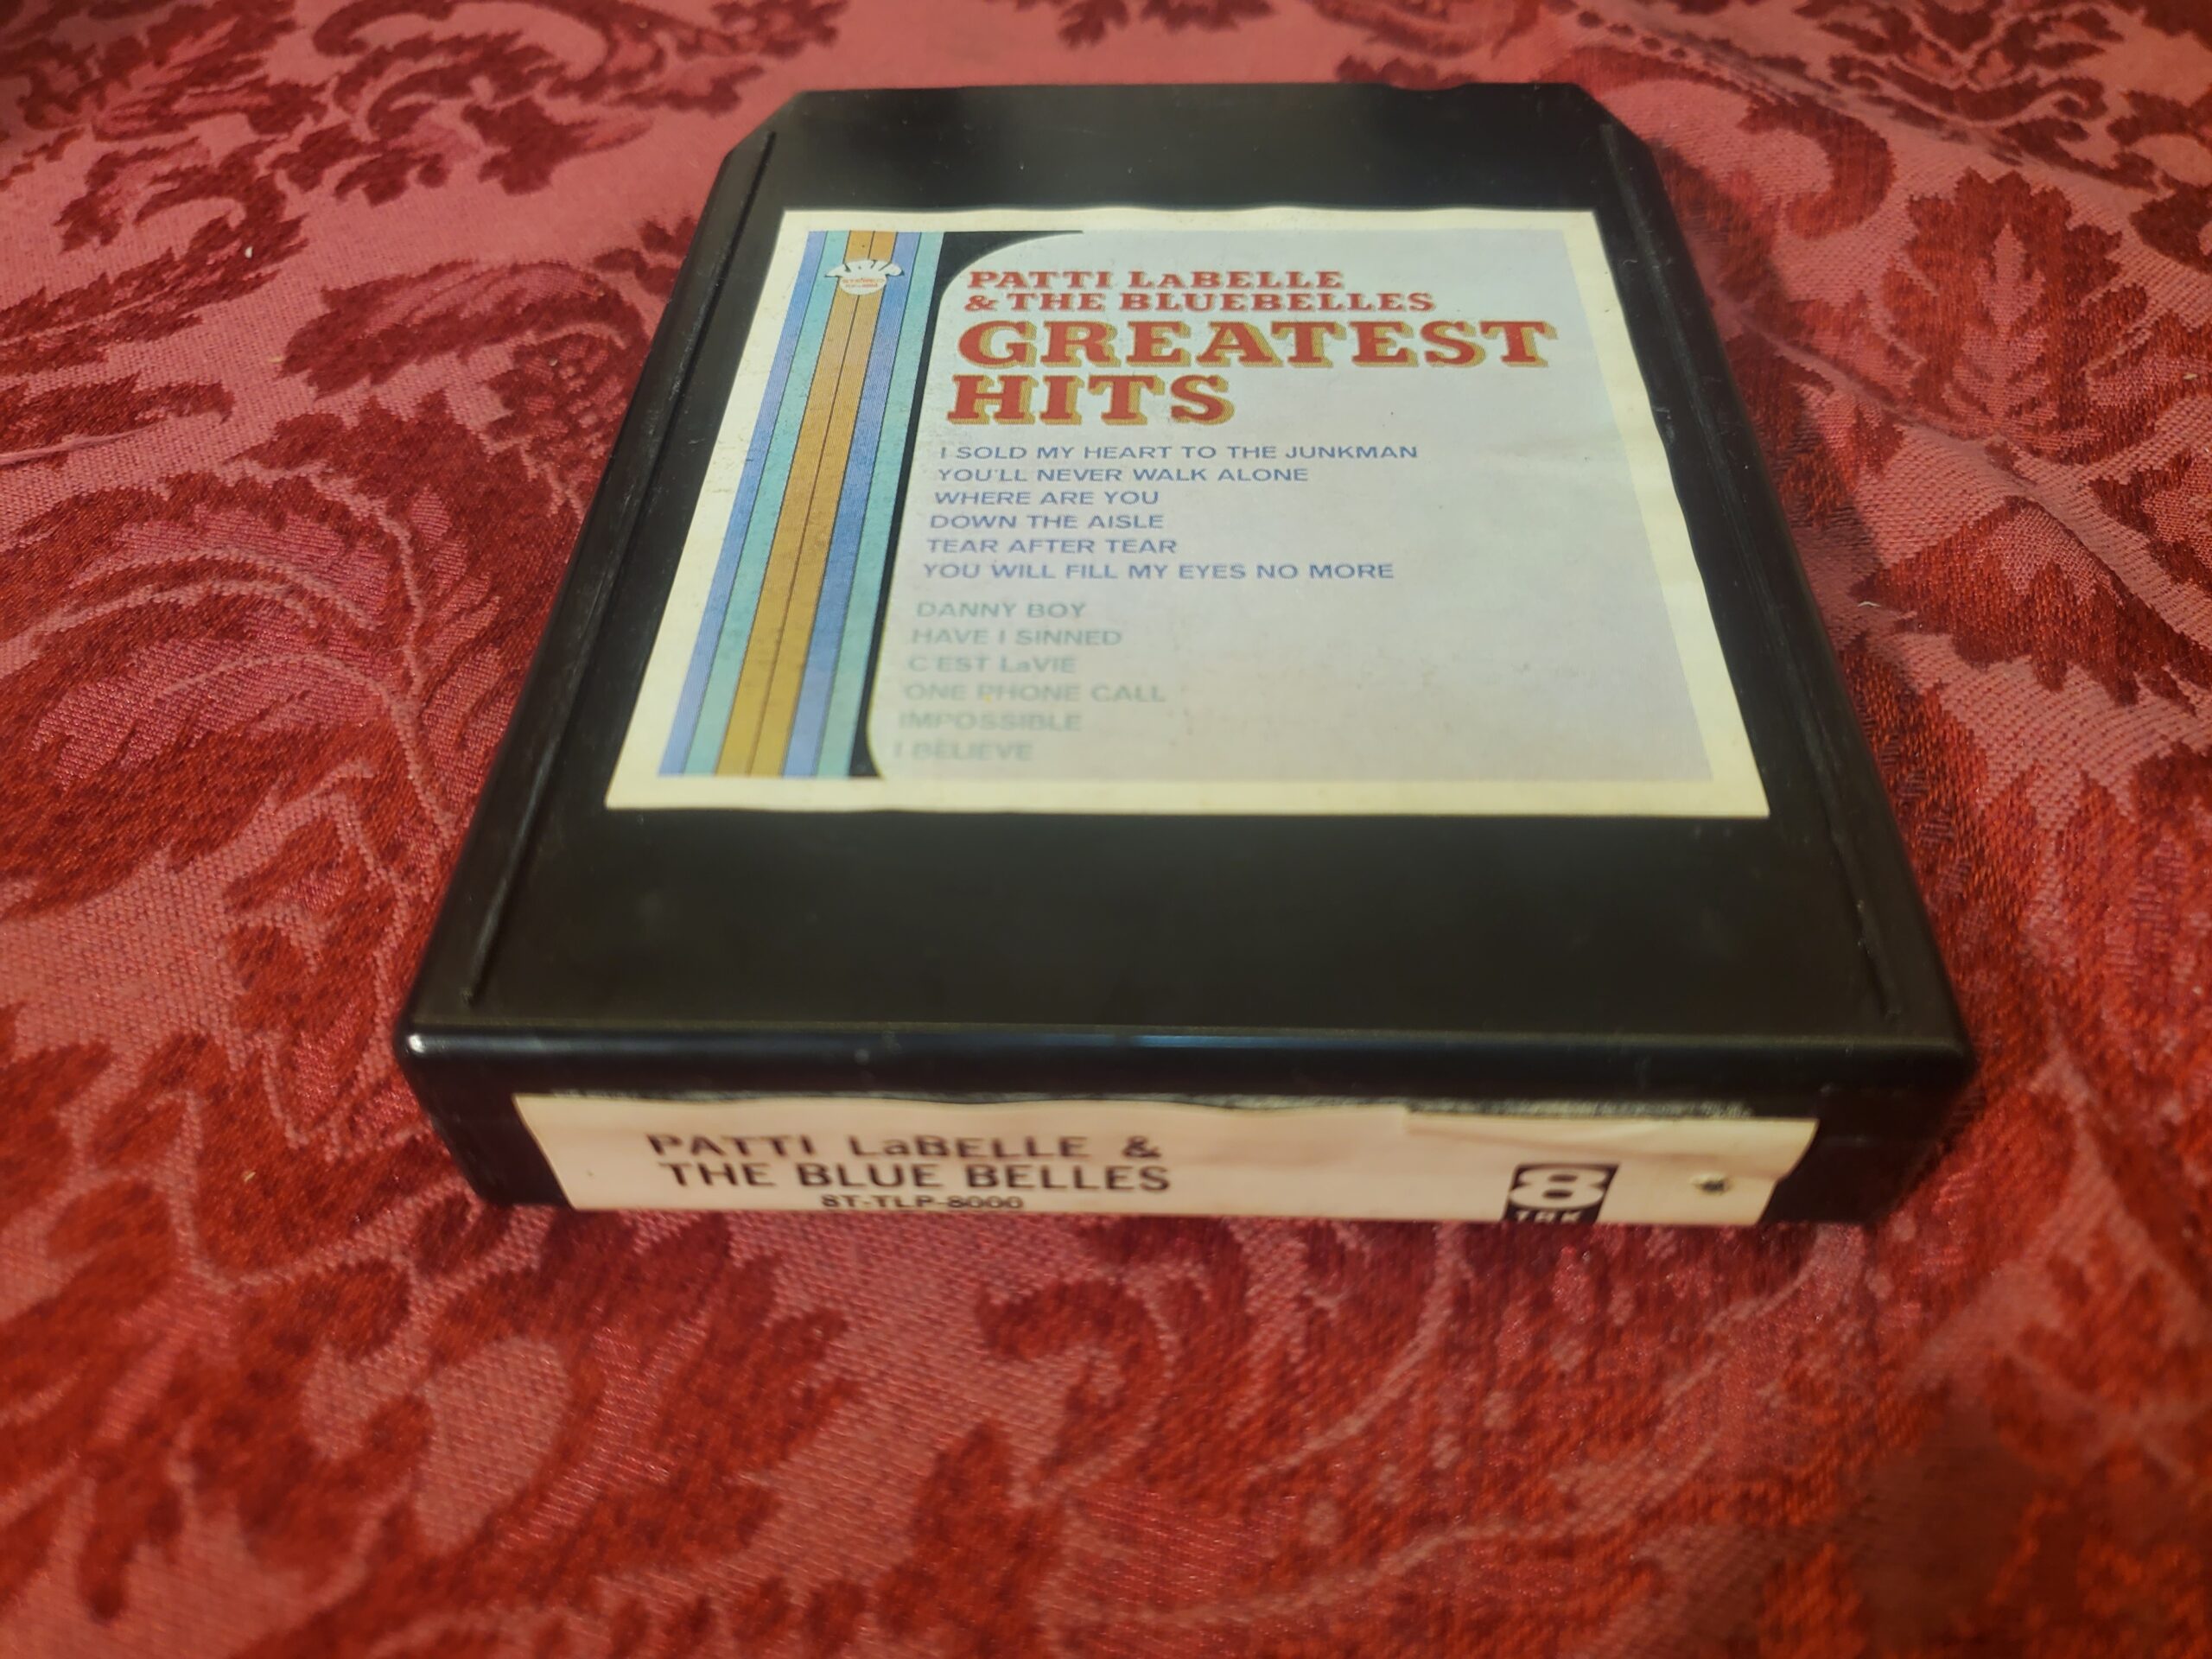 PATTI LaBELLE
& THE BLUEBELLES
GREATEST
HITS
I SOLD MY HEART TO THE JUNKMAN
YOU'LL NEVER WALK ALONE
WHERE ARE YOU
DOWN THE AISLE
TEAR AFTER TEAR
YOU WILL FILL MY EYES NO MORE
DANNY BOY
HAVE I SINNED
C'EST LaVIE
ONE PHONE CALL
IMPOSSIBLE
I BELIEVE
PATTI LaBELLE &
THE BLUE BELLES
8T-TLP-8000
8
TRK